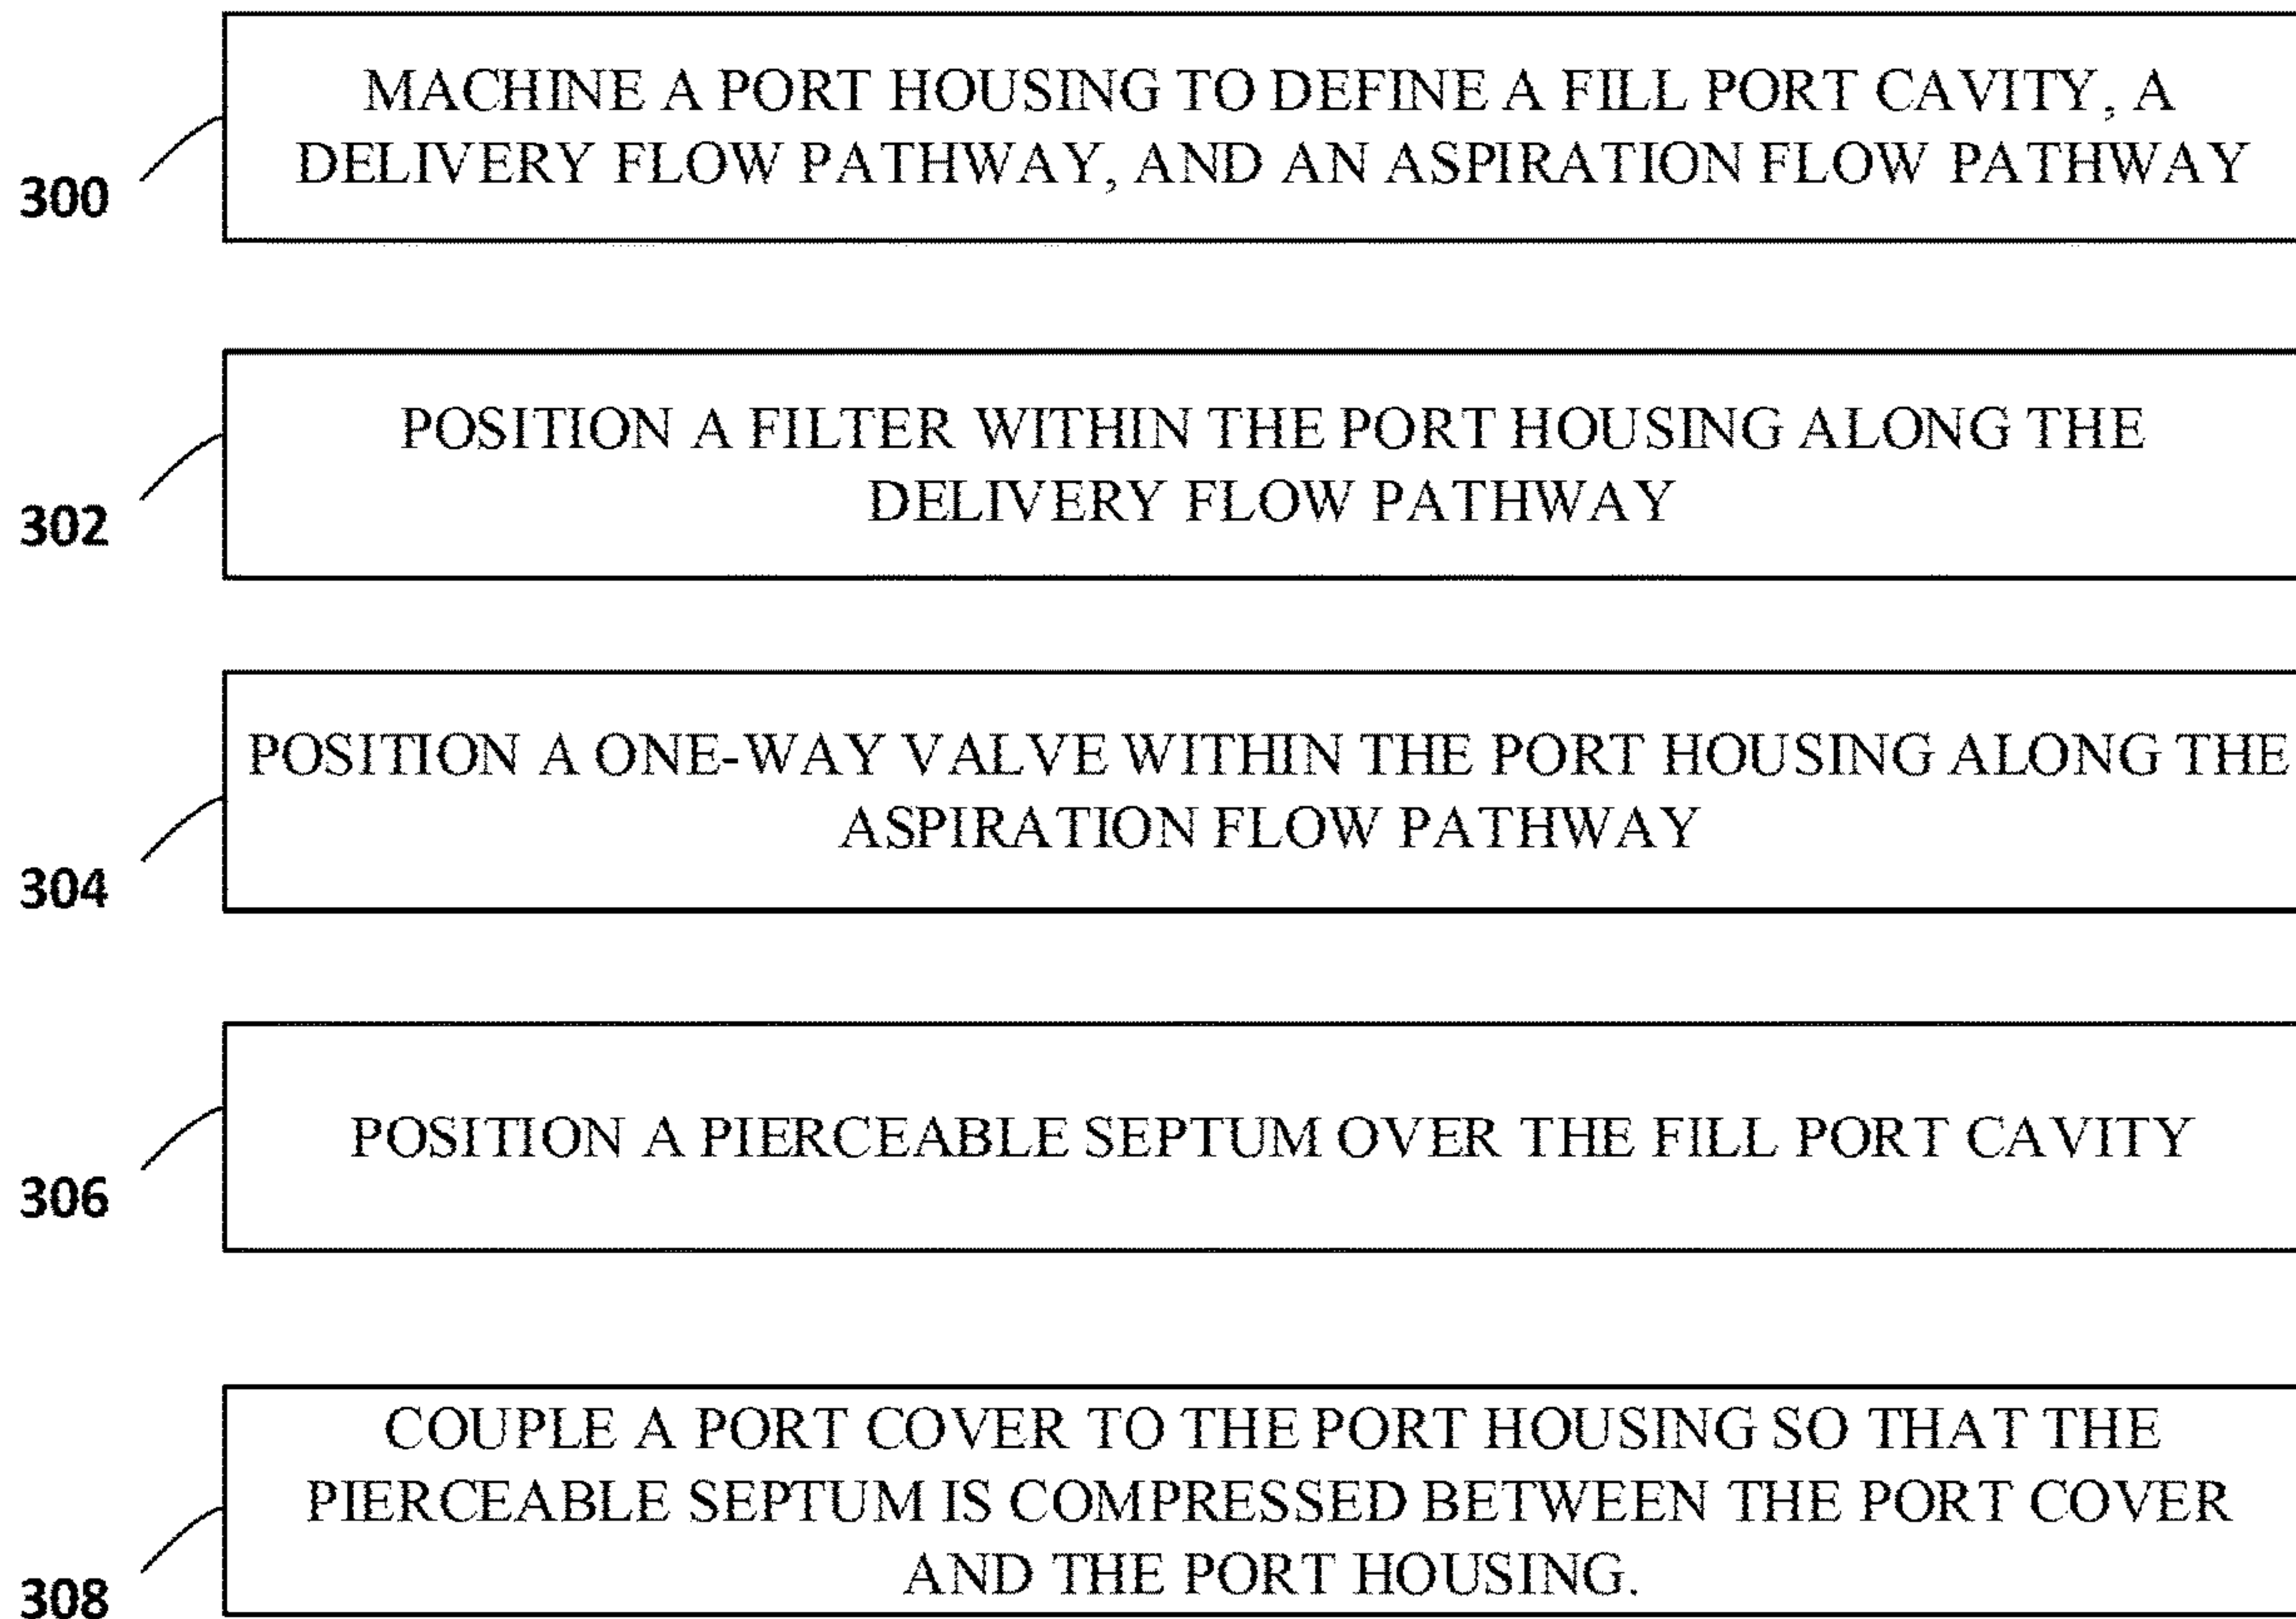 MACHINE A PORT HOUSING TO DEFINE A FILL PORT CAVITY, A
DELIVERY FLOW PATHWAY, AND AN ASPIRATION FLOW PATHWAY
300
POSITION A FILTER WITHIN THE PORT HOUSING ALONG THE
DELIVERY FLOW PATHWAY
302
POSITION A ONE-WAY VALVE WITHIN THE PORT HOUSING ALONG THE
ASPIRATION FLOW PATHWAY
304
POSITION A PIERCEABLE SEPTUM OVER THE FILL PORT CAVITY
306
COUPLE A PORT COVER TO THE PORT HOUSING SO THAT THE
PIERCEABLE SEPTUM IS COMPRESSED BETWEEN THE PORT COVER
AND THE PORT HOUSING.
308